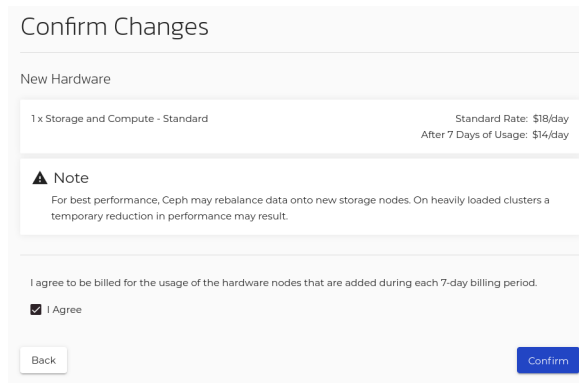 Confirm Changes
New Hardware
1 x Storage and Compute - Standard
Standard Rate: $18/day
After 7 Days of Usage: $14/day
Note
For best performance, Ceph may rebalance data onto new storage nodes. On heavily loaded clusters a
temporary reduction in performance may result.
I agree to be billed for the usage of the hardware nodes that are added during each 7-day billing period.
I Agree
Back
Confirm